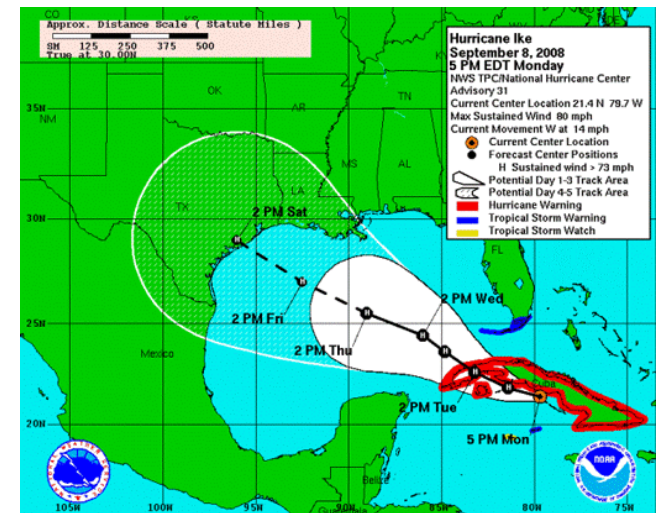 Approx. Distance Scale ( Statute Miles )
SM 125 250 375 500
True at 30.00N
Hurricane Ike
September 8, 2008
5 PM EDT Monday
NWS TPC/National Hurricane Center
Advisory 31
Current Center Location 21.4 N 79.7 W
Max Sustained Wind 80 mph
Current Movement W at 14 mph
Current Center Location
Forecast Center Positions
H Sustained wind > 73 mph
Potential Day 1-3 Track Area
Potential Day 4-5 Track Area
Hurricane Warning
Tropical Storm Warning
Tropical Storm Watch
CO
OK
TN
NM
AR
35N
MS
AL
TX
LA
2 PM Sat
30N
FL
H
H
2 PM Wed
2 PM Fri
H
25N
H
2 PM Thu
H
Mexico
H
H
Cuba
2 PM Tue
20N
5 PM Mon
NOAA
Belize
105W 100W 95W 90W 85W 80W 75W